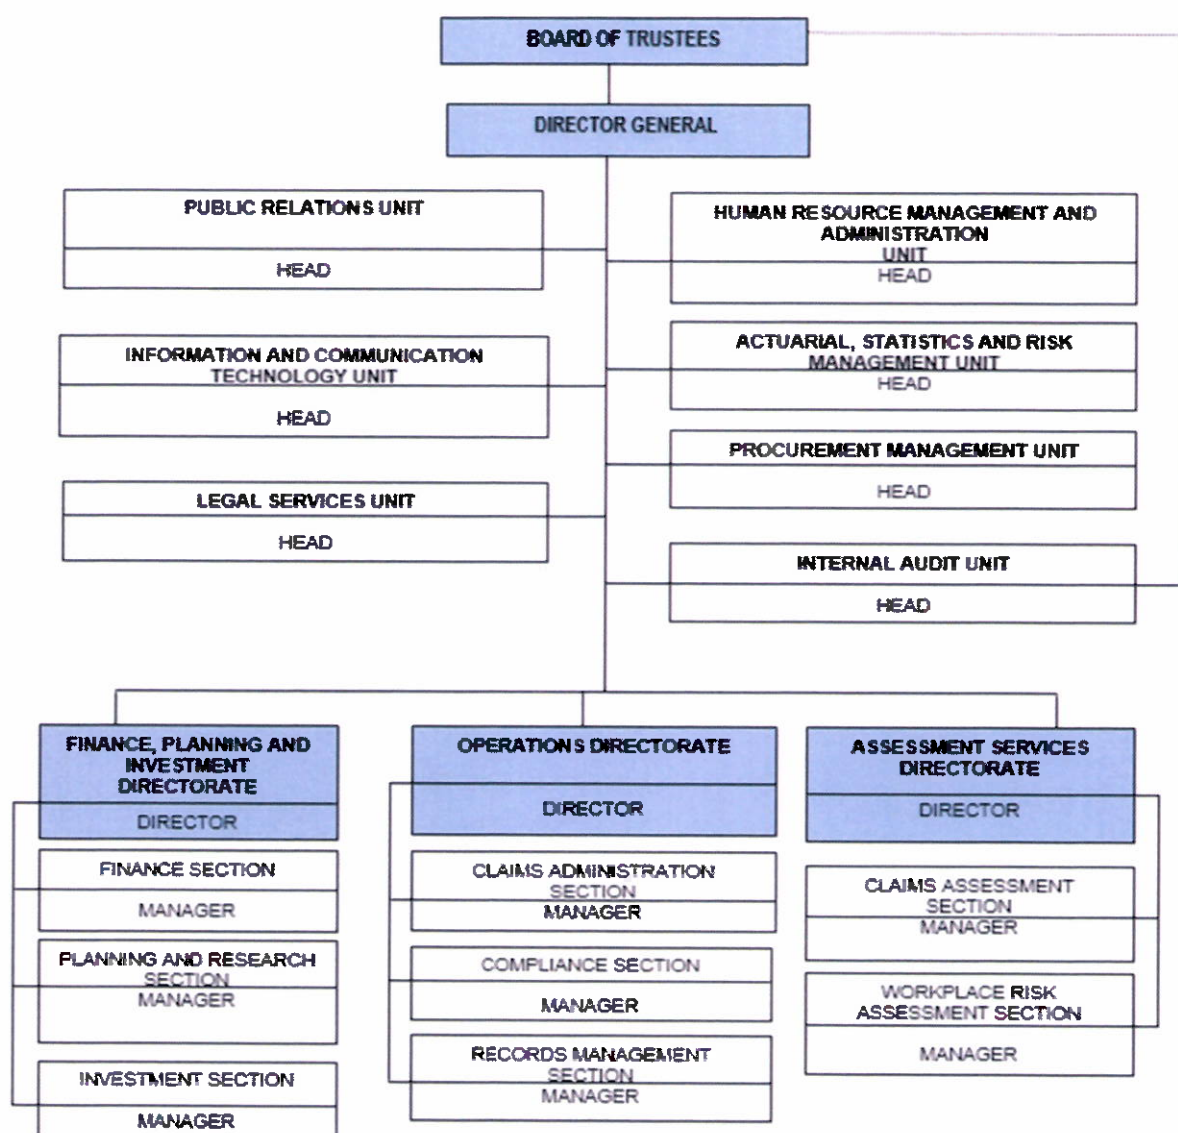 BOARD OF TRUSTEES
DIRECTOR GENERAL
PUBLIC RELATIONS UNIT
HEAD
HUMAN RESOURCE MANAGEMENT AND
ADMINISTRATION
UNIT
HEAD
INFORMATION AND COMMUNICATION
TECHNOLOGY UNIT
HEAD
ACTUARIAL, STATISTICS AND RISK
MANAGEMENT UNIT
HEAD
PROCUREMENT MANAGEMENT UNIT
HEAD
LEGAL SERVICES UNIT
HEAD
INTERNAL AUDIT UNIT
HEAD
FINANCE, PLANNING AND
INVESTMENT
DIRECTORATE
DIRECTOR
FINANCE SECTION
MANAGER
PLANNING AND RESEARCH
SECTION
MANAGER
INVESTMENT SECTION
MANAGER
OPERATIONS DIRECTORATE
DIRECTOR
CLAIMS ADMINISTRATION
SECTION
MANAGER
COMPLIANCE SECTION
MANAGER
RECORDS MANAGEMENT
SECTION
MANAGER
ASSESSMENT SERVICES
DIRECTORATE
DIRECTOR
CLAIMS ASSESSMENT
SECTION
MANAGER
WORKPLACE RISK
ASSESSMENT SECTION
MANAGER